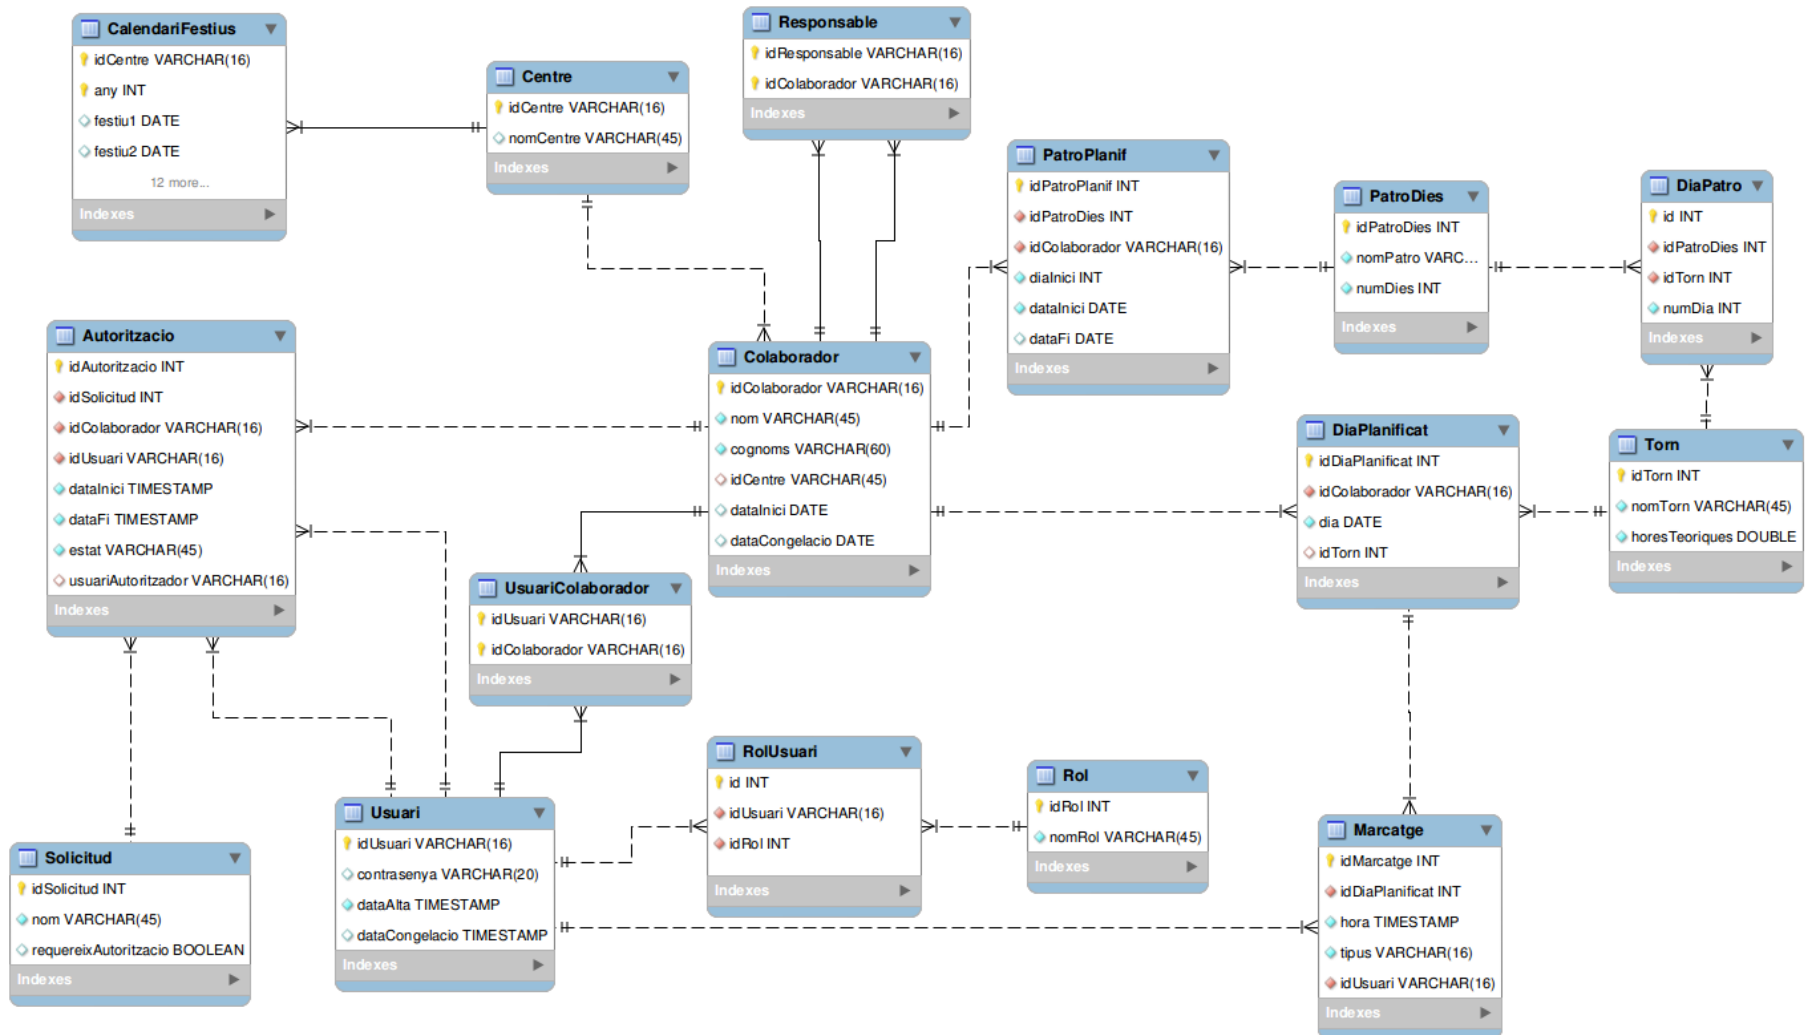 CalendariFestius
idCentre VARCHAR(16)
any INT
festiu1 DATE
festiu2 DATE
12 more...
Indexes
Centre
idCentre VARCHAR(16)
nomCentre VARCHAR(45)
Indexes
Responsable
idResponsable VARCHAR(16)
idColaborador VARCHAR(16)
Indexes
PatroPlanif
idPatroPlanif INT
idPatroDies INT
idColaborador VARCHAR(16)
diaInici INT
dataInici DATE
dataFi DATE
Indexes
PatroDies
idPatroDies INT
nomPatro VARC...
numDies INT
Indexes
DiaPatro
id INT
idPatroDies INT
idTorn INT
numDia INT
Indexes
Autoritzacio
idAutoritzacio INT
idSolicitud INT
idColaborador VARCHAR(16)
idUsuari VARCHAR(16)
dataInici TIMESTAMP
dataFi TIMESTAMP
estat VARCHAR(45)
usuariAutoritzador VARCHAR(16)
Indexes
Colaborador
idColaborador VARCHAR(16)
nom VARCHAR(45)
cognoms VARCHAR(60)
idCentre VARCHAR(45)
dataInici DATE
dataCongelacio DATE
Indexes
DiaPlanificat
idDiaPlanificat INT
idColaborador VARCHAR(16)
dia DATE
idTorn INT
Indexes
Torn
idTorn INT
nomTorn VARCHAR(45)
horesTeoriques DOUBLE
Indexes
UsuariColaborador
idUsuari VARCHAR(16)
idColaborador VARCHAR(16)
Indexes
RolUsuari
id INT
idUsuari VARCHAR(16)
idRol INT
Indexes
Rol
idRol INT
nomRol VARCHAR(45)
Indexes
Solicitud
idSolicitud INT
nom VARCHAR(45)
requereixAutoritzacio BOOLEAN
Indexes
Usuari
idUsuari VARCHAR(16)
contrasenya VARCHAR(20)
dataAlta TIMESTAMP
dataCongelacio TIMESTAMP
Indexes
Marcatge
idMarcatge INT
idDiaPlanificat INT
hora TIMESTAMP
tipus VARCHAR(16)
idUsuari VARCHAR(16)
Indexes